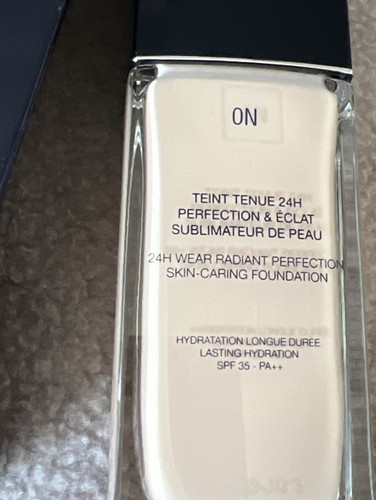 0N
TEINT TENUE 24H
PERFECTION & ÉCLAT
SUBLIMATEUR DE PEAU
24H WEAR RADIANT PERFECTION
SKIN-CARING FOUNDATION
HYDRATATION LONGUE DURÉE
LASTING HYDRATION
SPF 35 - PA++